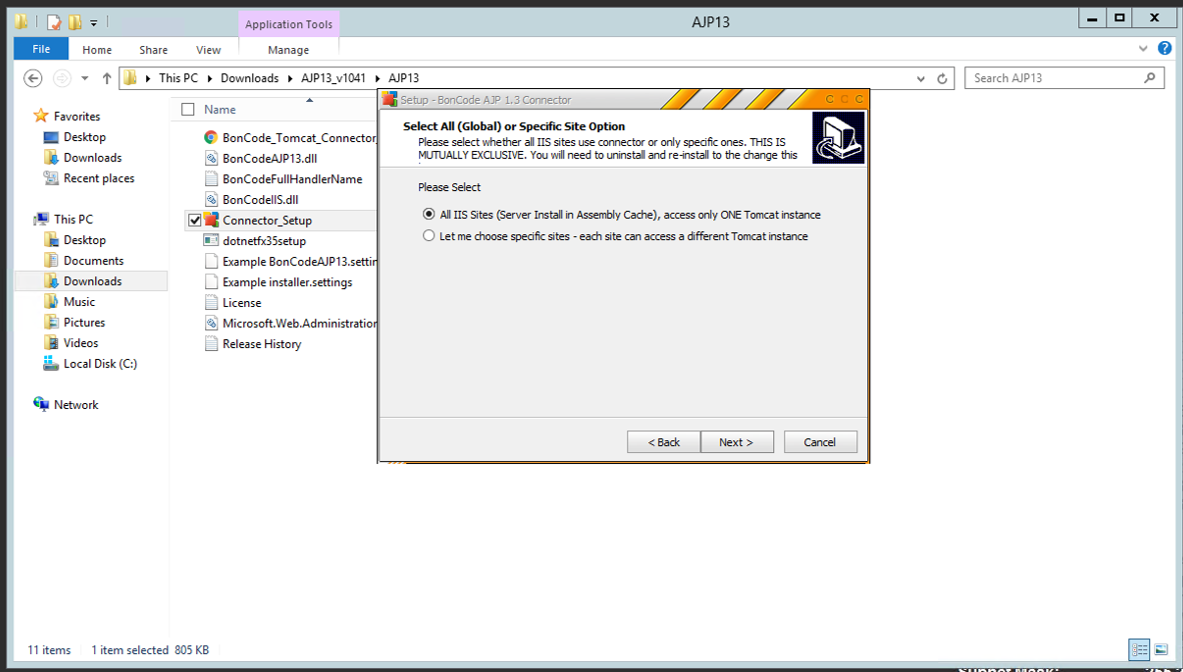 Application Tools
AJP13
File
Home
Share
View
Manage
This PC
Downloads
AJP13_v1041
AJP13
Search AJP13
Favorites
Desktop
Downloads
Recent places
This PC
Desktop
Documents
Downloads
Music
Pictures
Videos
Local Disk (C:)
Network
Name
BonCode_Tomcat_Connector
BonCodeAJP13.dll
BonCodeFullHandlerName
BonCodeIIS.dll
Connector_Setup
dotnetfx35setup
Example BonCodeAJP13.settin
Example installer.settings
License
Microsoft.Web.Administration
Release History
Setup - BonCode AJP 1.3 Connector
Select All (Global) or Specific Site Option
Please select whether all IIS sites use connector or only specific ones. THIS IS
MUTUALLY EXCLUSIVE. You will need to uninstall and re-install to the change this
Please Select
All IIS Sites (Server Install in Assembly Cache), access only ONE Tomcat instance
Let me choose specific sites - each site can access a different Tomcat instance
< Back
Next >
Cancel
11 items
1 item selected 805 KB